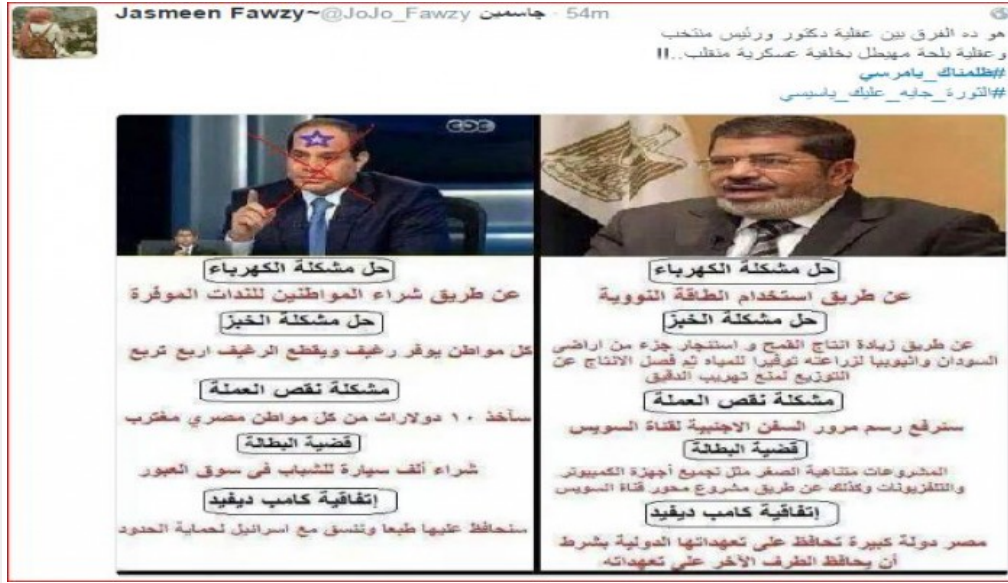 Jasmeen Fawzy~@JoJo_Fawzy جاسمين · 54m
هو ده الفرق بين عقلية دكتور ورئيس منتخب
وعقلية بلحة مهيطل بخلفية عسكرية منقلب..!!
#ظلمناك_يامرسي
#الثورة_جايه_عليك_ياسيسي
CBC
حل مشكلة الكهرباء
عن طريق استخدام الطاقة النووية
حل مشكلة الخبز
عن طريق زيادة انتاج القمح و استئجار جزء من اراضى
السودان واثيوبيا لزراعته توفيرا للمياه ثم فصل الانتاج عن
التوزيع لمنع تهريب الدقيق
مشكلة نقص العملة
سنرفع رسم مرور السفن الاجنبية لقناة السويس
قضية البطالة
المشروعات متناهية الصغر مثل تجميع أجهزة الكمبيوتر
والتلفزيونات وكذلك عن طريق مشروع محور قناة السويس
إتفاقية كامب ديفيد
مصر دولة كبيرة تحافظ على تعهداتها الدولية بشرط
أن يحافظ الطرف الآخر على تعهداته
حل مشكلة الكهرباء
عن طريق شراء المواطنين للندات الموفرة
حل مشكلة الخبز
كل مواطن يوفر رغيف ويقطع الرغيف اربع تربع
مشكلة نقص العملة
سآخذ ١٠ دولارات من كل مواطن مصري مغترب
قضية البطالة
شراء ألف سيارة للشباب فى سوق العبور
إتفاقية كامب ديفيد
سنحافظ عليها طبعا وننسق مع اسرائيل لحماية الحدود